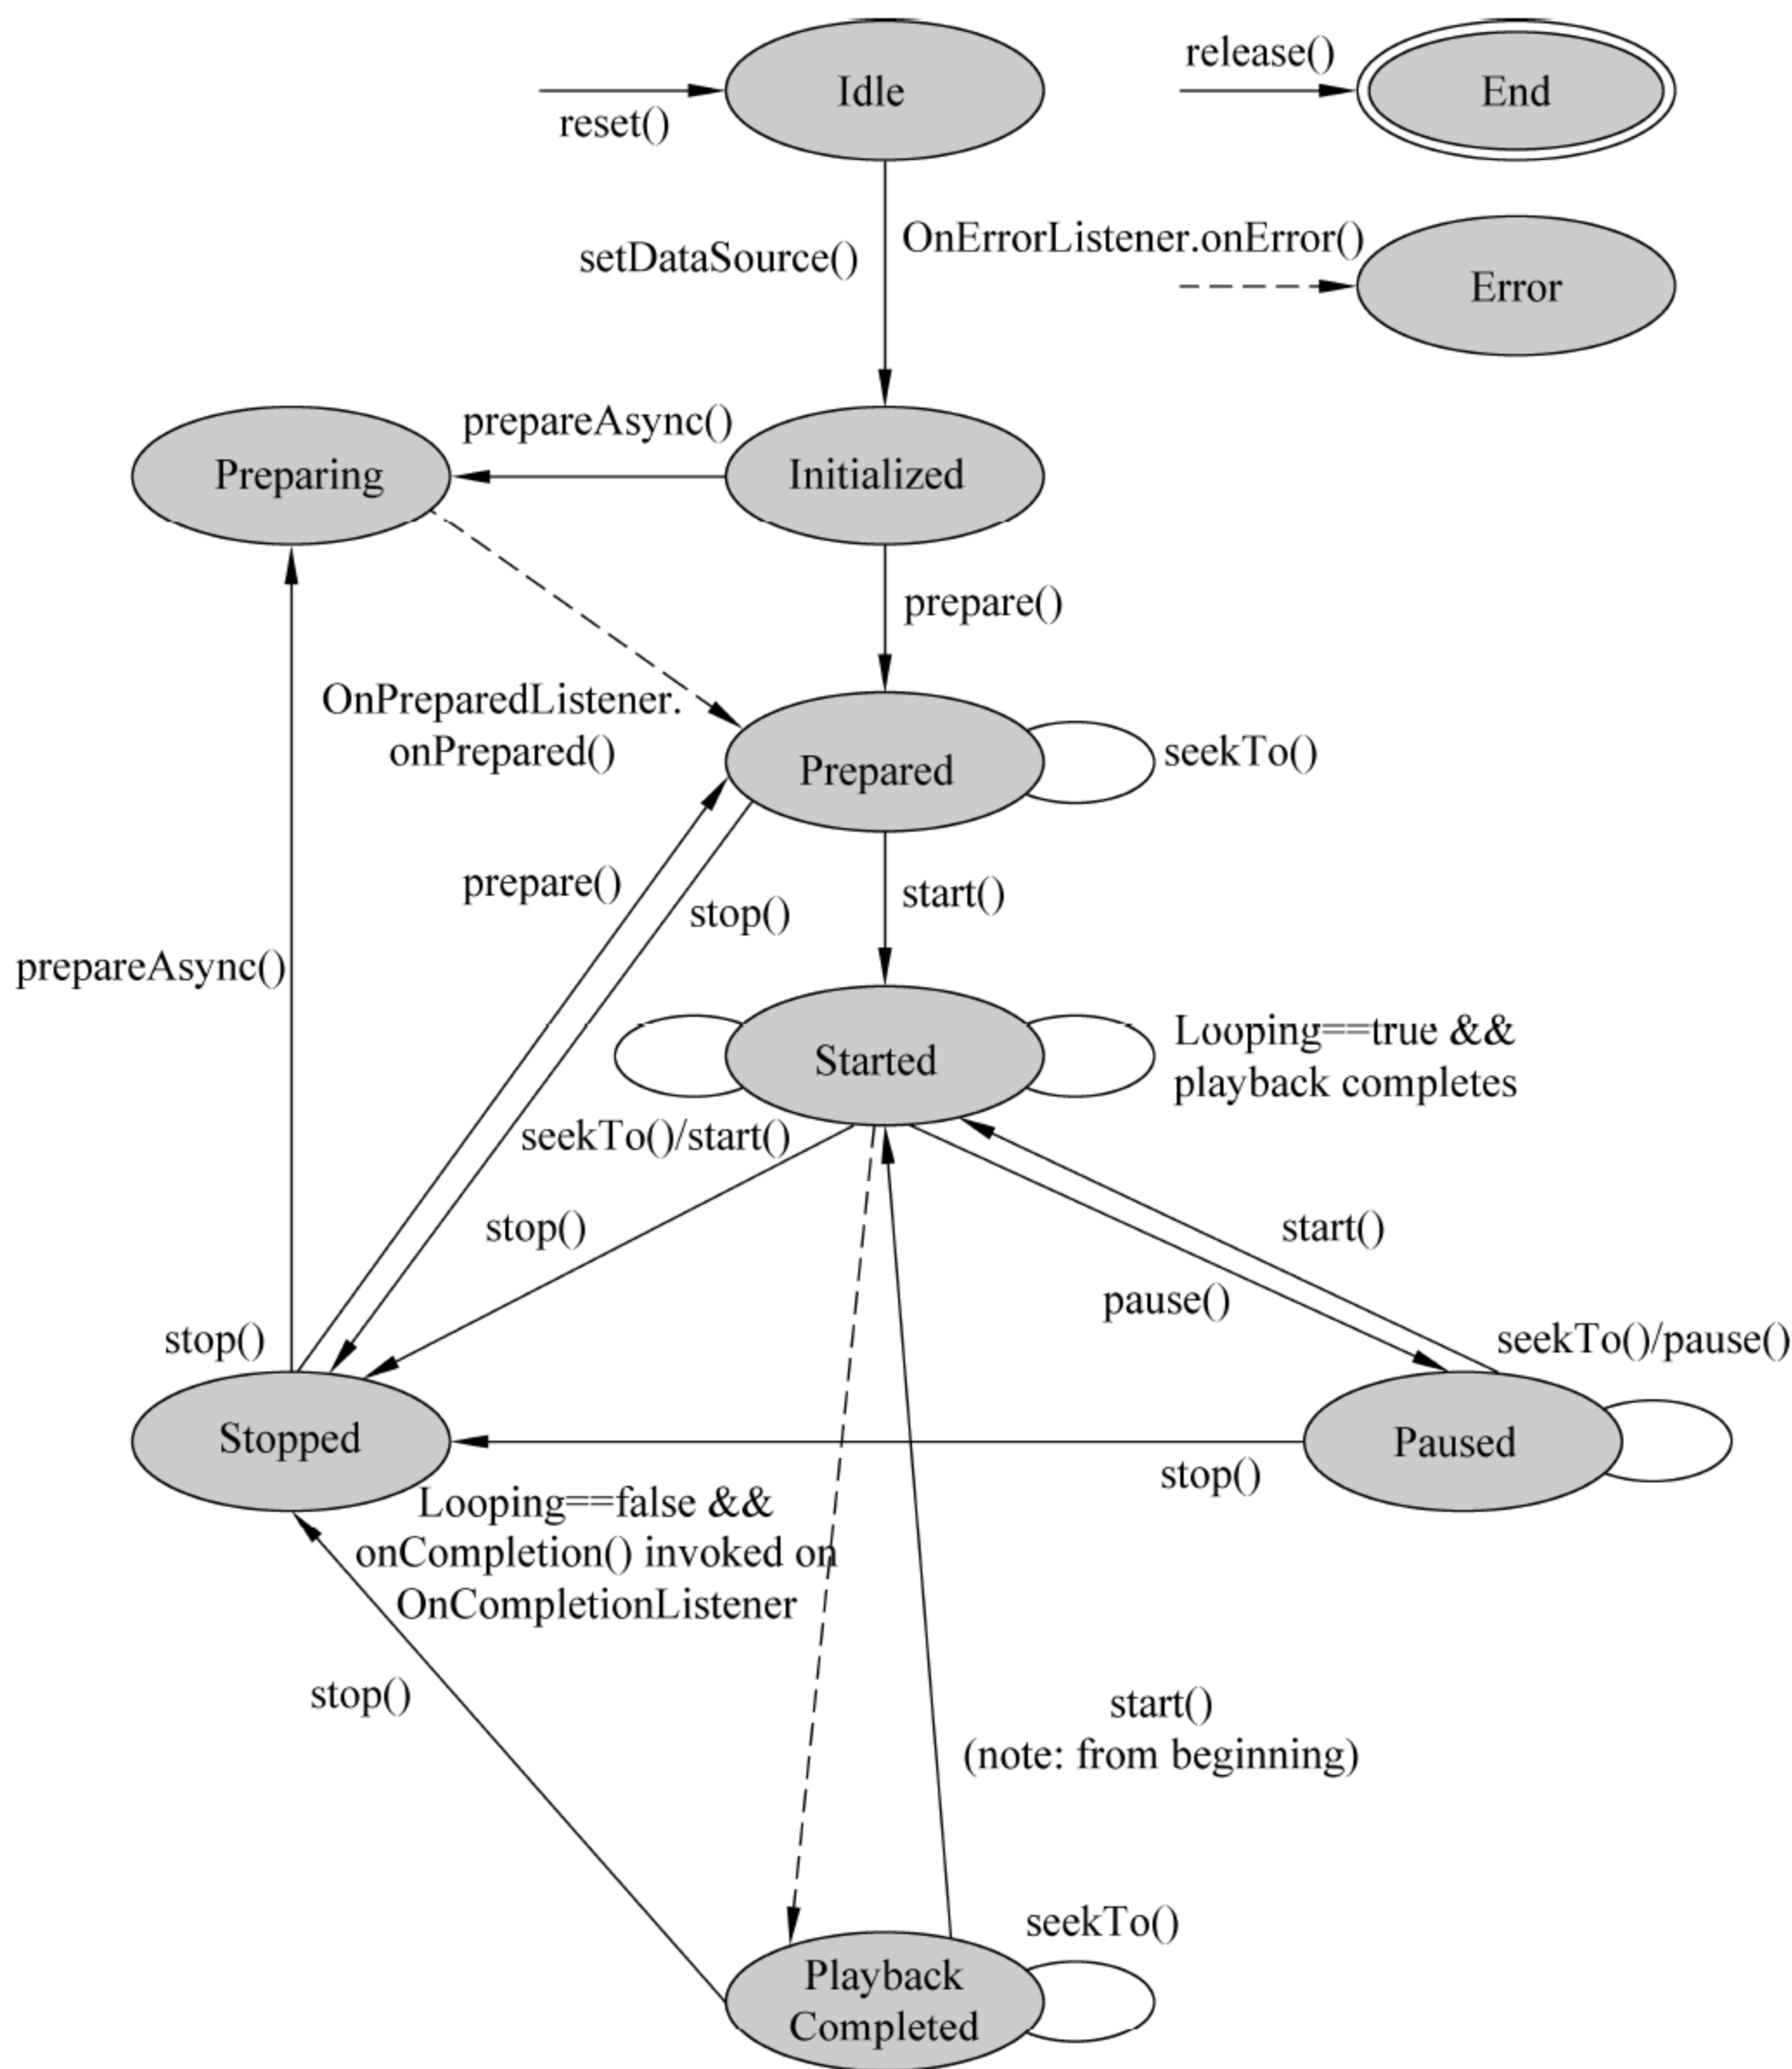 Idle
release()
End
reset()
setDataSource()
OnErrorListener.onError()
Error
prepareAsync()
Preparing
Initialized
prepare()
OnPreparedListener.
onPrepared()
Prepared
seekTo()
prepare()
stop()
start()
prepareAsync()
Started
Looping==true &&
playback completes
seekTo()/start()
stop()
start()
pause()
stop()
seekTo()/pause()
Stopped
Paused
stop()
Looping==false &&
onCompletion() invoked on
OnCompletionListener
stop()
start()
(note: from beginning)
seekTo()
Playback
Completed